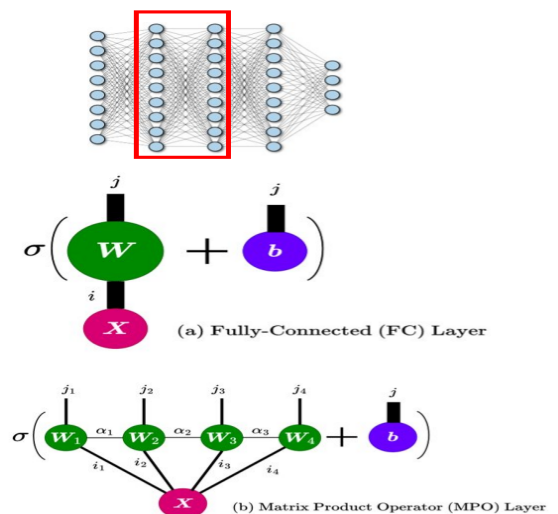 j
j
σ ( W + b )
i
X
(a) Fully-Connected (FC) Layer
j₁ j₂ j₃ j₄ j
σ ( W₁ α₁ W₂ α₂ W₃ α₃ W₄ + b )
i₁ i₂ i₃ i₄
X
(b) Matrix Product Operator (MPO) Layer